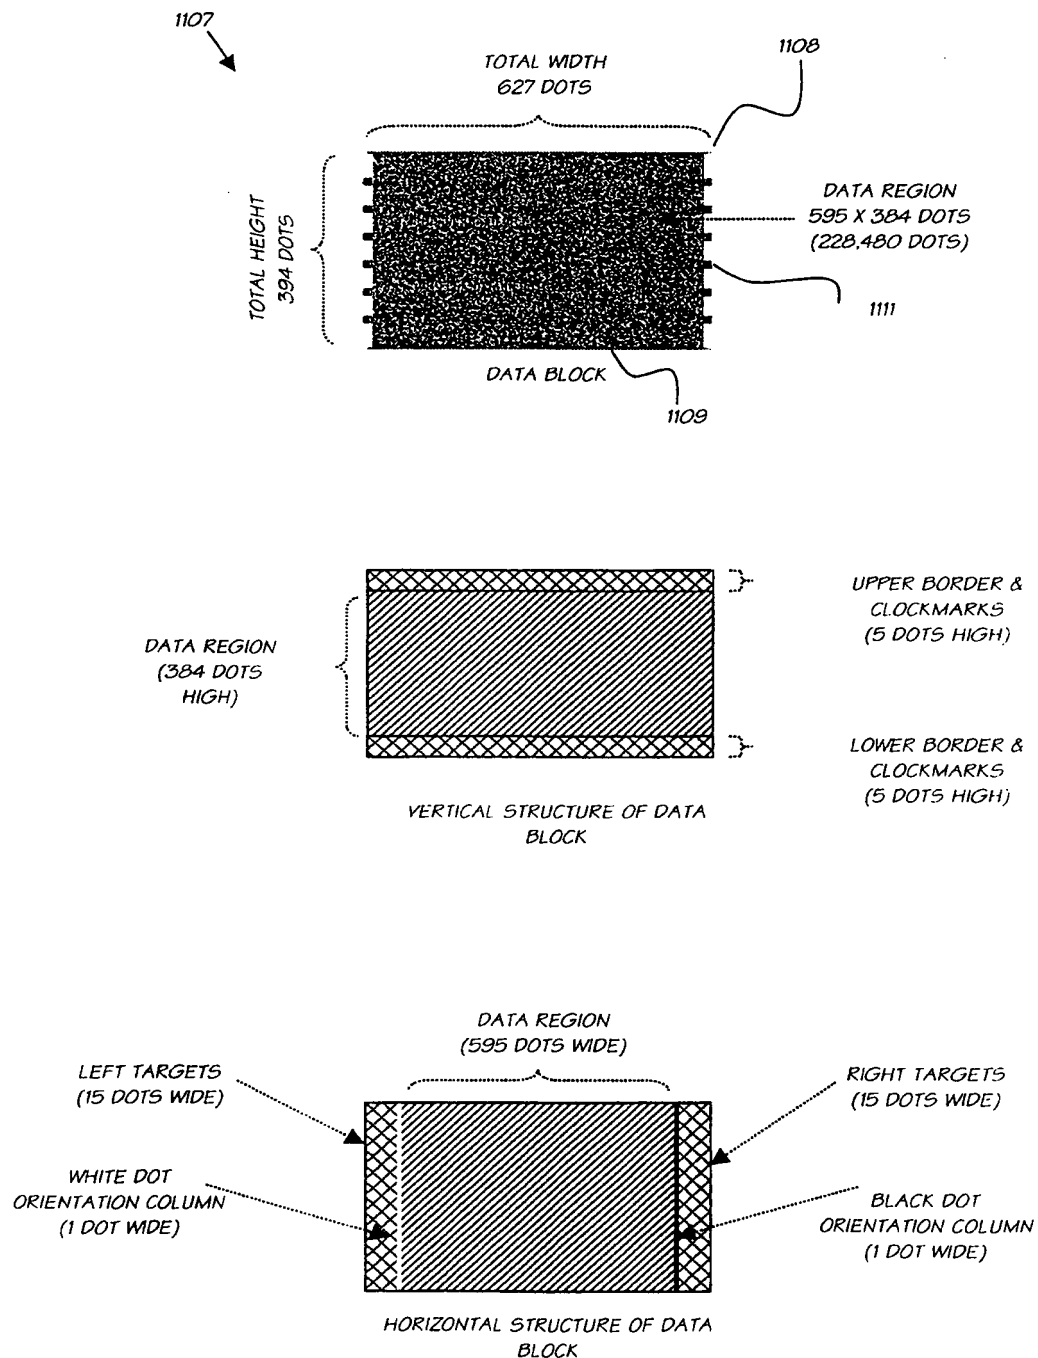 1107
1108
TOTAL WIDTH
627 DOTS
TOTAL HEIGHT
394 DOTS
DATA REGION
595 X 384 DOTS
(228,480 DOTS)
1111
DATA BLOCK
1109
UPPER BORDER &
CLOCKMARKS
(5 DOTS HIGH)
DATA REGION
(384 DOTS
HIGH)
LOWER BORDER &
CLOCKMARKS
(5 DOTS HIGH)
VERTICAL STRUCTURE OF DATA
BLOCK
DATA REGION
(595 DOTS WIDE)
LEFT TARGETS
(15 DOTS WIDE)
RIGHT TARGETS
(15 DOTS WIDE)
WHITE DOT
ORIENTATION COLUMN
(1 DOT WIDE)
BLACK DOT
ORIENTATION COLUMN
(1 DOT WIDE)
HORIZONTAL STRUCTURE OF DATA
BLOCK